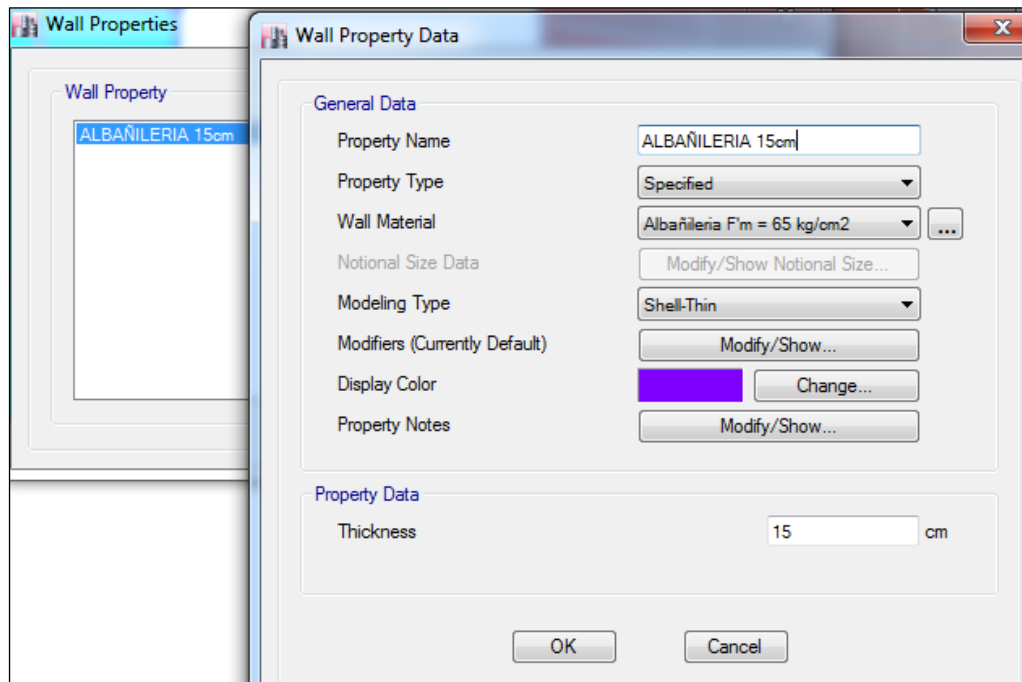 Wall Properties
Wall Property
ALBAÑILERIA 15cm
Wall Property Data
X
General Data
Property Name ALBAÑILERIA 15cm
Property Type Specified
Wall Material Albañileria F'm = 65 kg/cm2 ...
Notional Size Data Modify/Show Notional Size...
Modeling Type Shell-Thin
Modifiers (Currently Default) Modify/Show...
Display Color Change...
Property Notes Modify/Show...
Property Data
Thickness 15 cm
OK Cancel